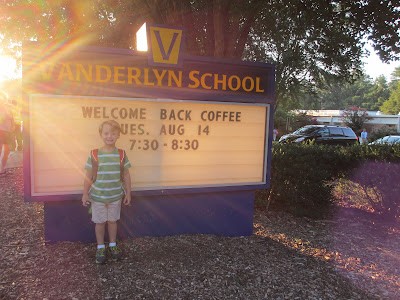 V
VANDERLYN SCHOOL
WELCOME BACK COFFEE
TUES. AUG 14
7:30 - 8:30